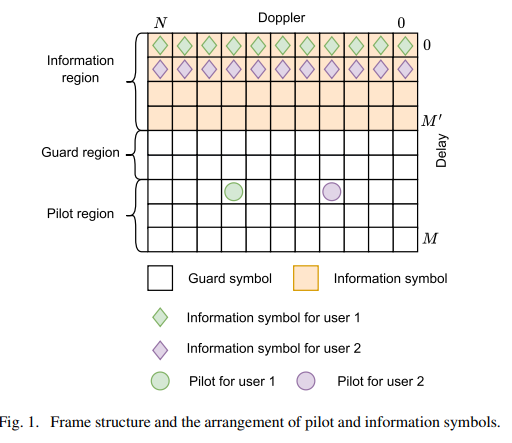 N Doppler 0
0
Information
region
M′
Delay
Guard region
Pilot region
M
Guard symbol Information symbol
Information symbol for user 1
Information symbol for user 2
Pilot for user 1 Pilot for user 2
Fig. 1. Frame structure and the arrangement of pilot and information symbols.